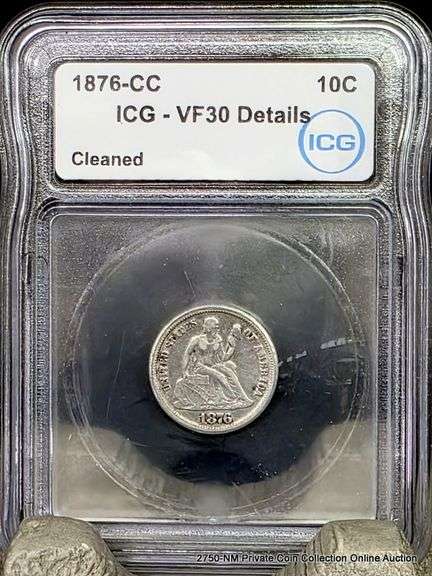 1876-CC 10C
ICG - VF30 Details
ICG
Cleaned
UNITED STATES OF AMERICA
1876
2750-NM Private Coin Collection Online Auction